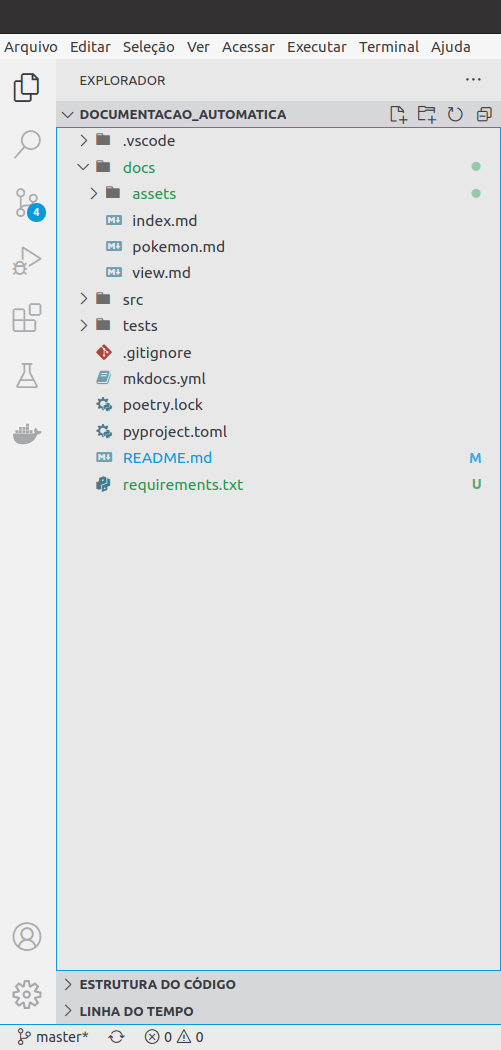 Arquivo Editar Seleção Ver Acessar Executar Terminal Ajuda
EXPLORADOR
DOCUMENTACAO_AUTOMATICA
.vscode
docs
assets
index.md
pokemon.md
view.md
src
tests
.gitignore
mkdocs.yml
poetry.lock
pyproject.toml
README.md M
requirements.txt U
4
ESTRUTURA DO CÓDIGO
LINHA DO TEMPO
master* 0 0